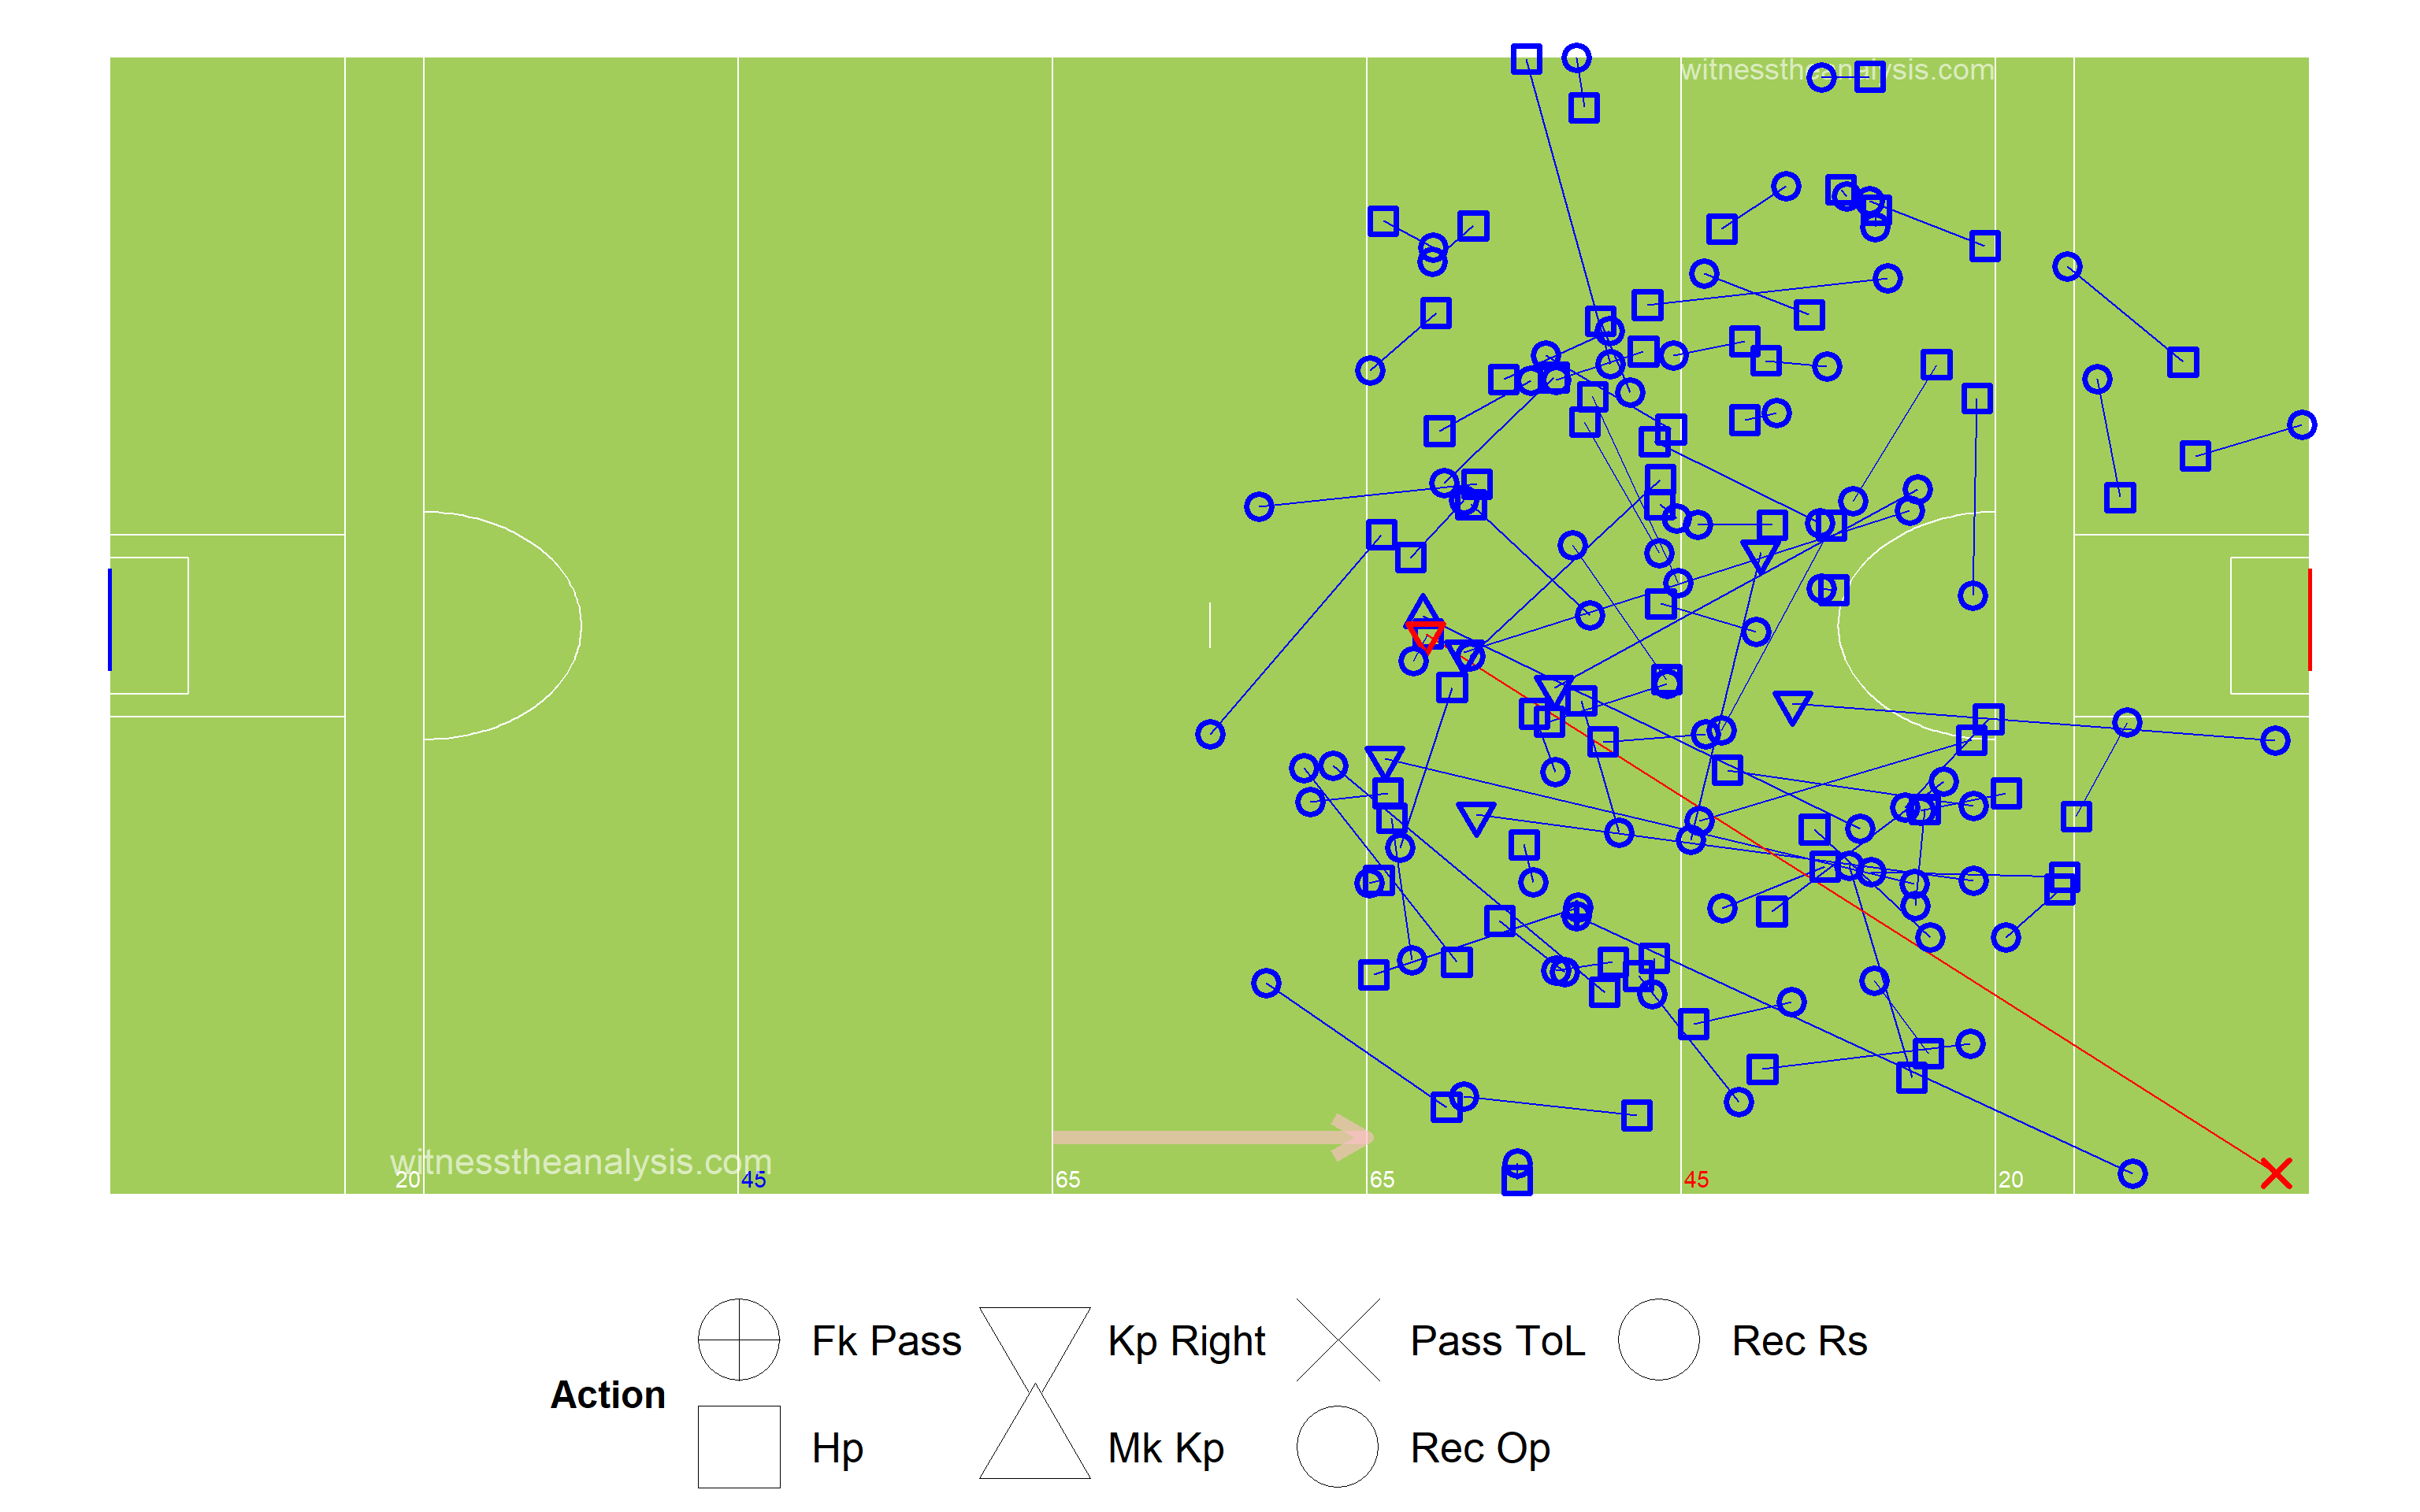 witnesstheanalysis.com
witnesstheanalysis.com
20
45
65
65
45
20
Action
Fk Pass
Kp Right
Pass ToL
Rec Rs
Hp
Mk Kp
Rec Op